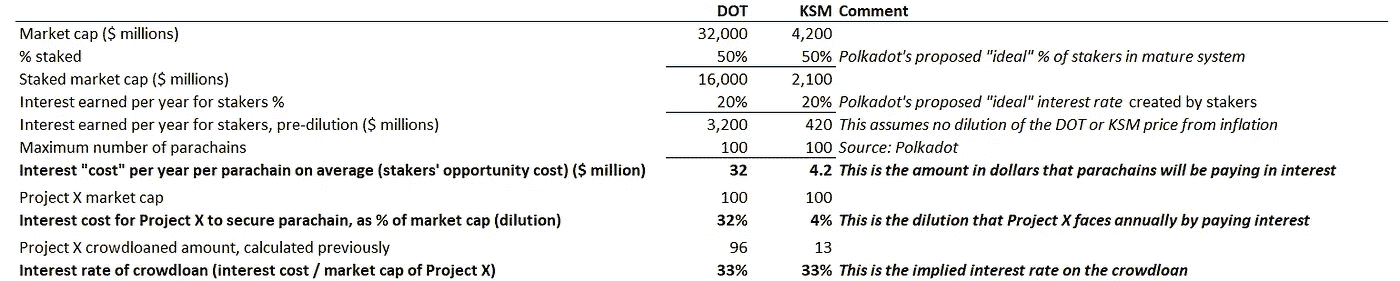 DOT KSM Comment
Market cap ($ millions) 32,000 4,200
% staked 50% 50% Polkadot's proposed "ideal" % of stakers in mature system
Staked market cap ($ millions) 16,000 2,100
Interest earned per year for stakers % 20% 20% Polkadot's proposed "ideal" interest rate created by stakers
Interest earned per year for stakers, pre-dilution ($ millions) 3,200 420 This assumes no dilution of the DOT or KSM price from inflation
Maximum number of parachains 100 100 Source: Polkadot
Interest "cost" per year per parachain on average (stakers' opportunity cost) ($ million) 32 4.2 This is the amount in dollars that parachains will be paying in interest
Project X market cap 100 100
Interest cost for Project X to secure parachain, as % of market cap (dilution) 32% 4% This is the dilution that Project X faces annually by paying interest
Project X crowdloaned amount, calculated previously 96 13
Interest rate of crowdloan (interest cost / market cap of Project X) 33% 33% This is the implied interest rate on the crowdloan